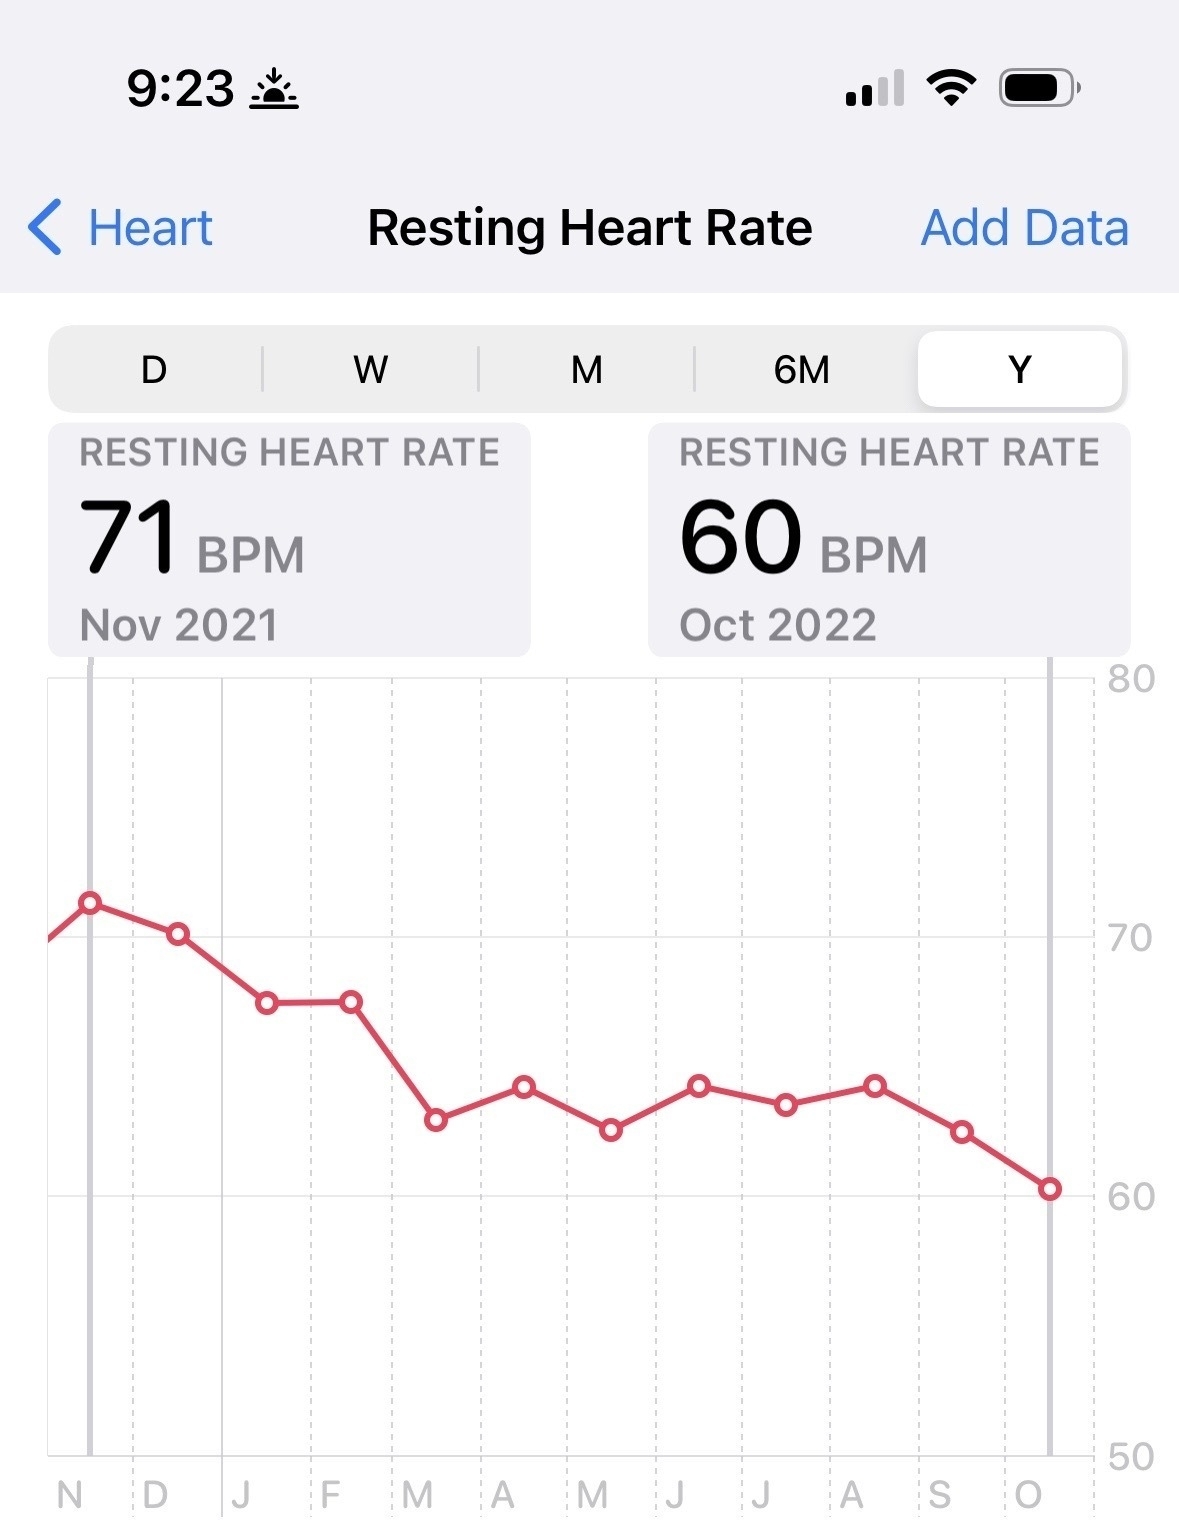 9:23
Heart Resting Heart Rate Add Data
D W M 6M Y
RESTING HEART RATE
71 BPM
Nov 2021
RESTING HEART RATE
60 BPM
Oct 2022
80
70
60
50
N D J F M A M J J A S O